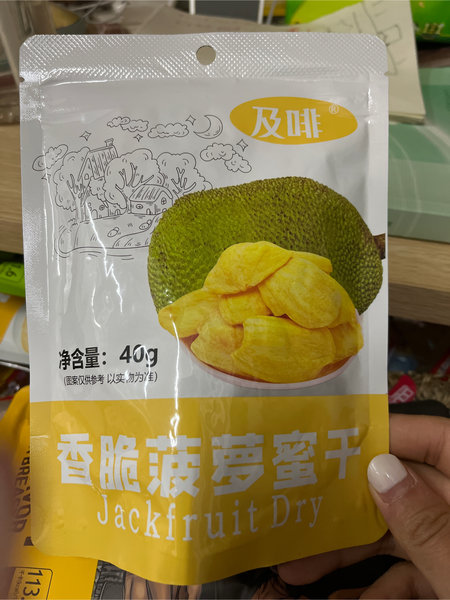 及啡®
净含量: 40g
(图案仅供参考 以实物为准)
香脆菠萝蜜干
Jackfruit Dry
113